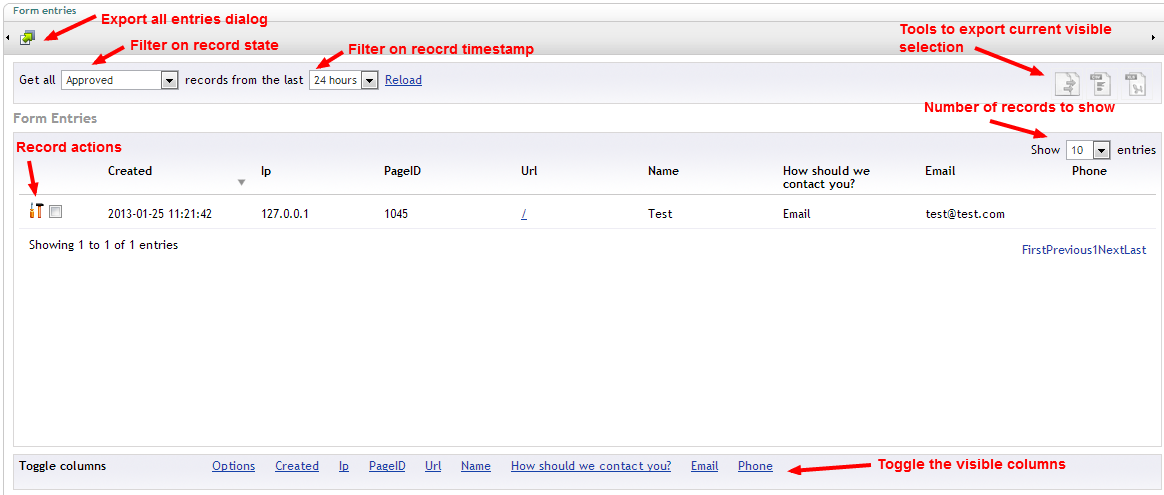 Form entries
Export all entries dialog
Filter on record state
Filter on reocrd timestamp
Tools to export current visible
selection
Get all Approved records from the last 24 hours Reload
Number of records to show
Form Entries
Record actions
Show 10 entries
Created Ip PageID Url Name How should we Email Phone
contact you?
2013-01-25 11:21:42 127.0.0.1 1045 / Test Email test@test.com
Showing 1 to 1 of 1 entries
FirstPrevious1NextLast
Toggle columns Options Created Ip PageID Url Name How should we contact you? Email Phone
Toggle the visible columns